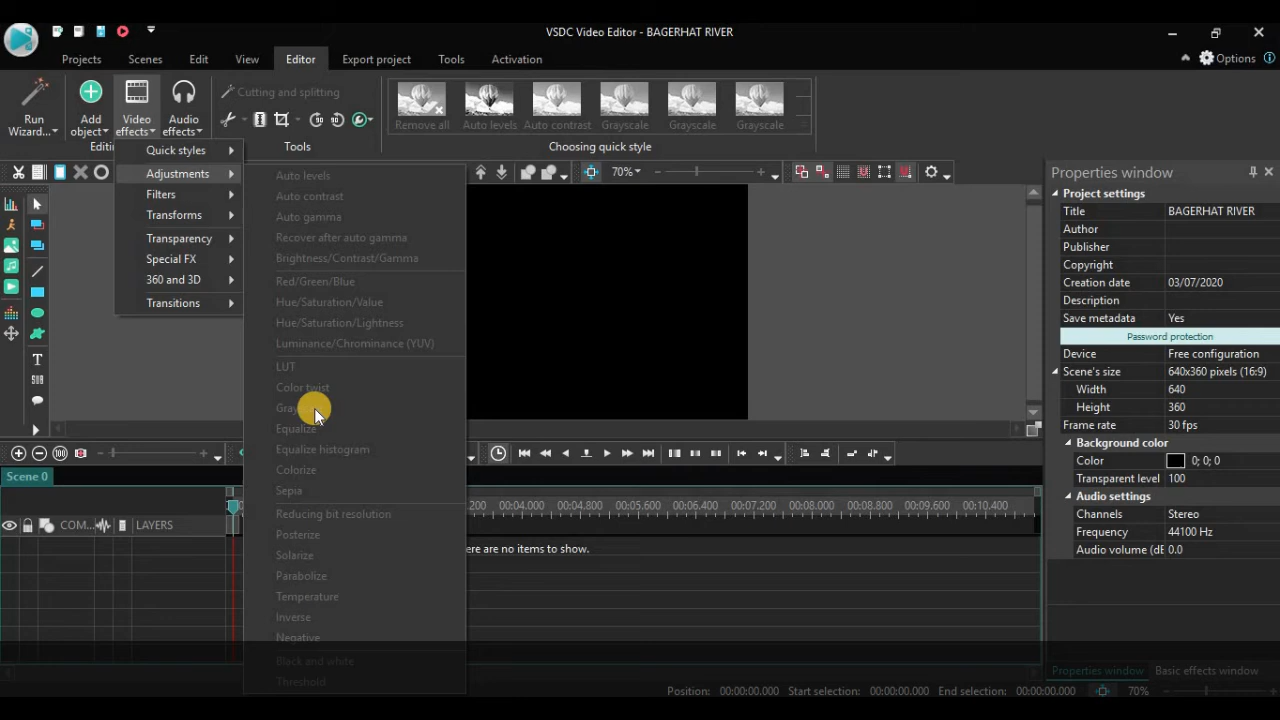 VSDC Video Editor - BAGERHAT RIVER
Projects Scenes Edit View Editor Export project Tools Activation Options
Run Wizard...
Add object
Video effects
Audio effects
Cutting and splitting
Remove all Auto levels Auto contrast Grayscale Grayscale Grayscale
Editi
Tools
Choosing quick style
Quick styles
Adjustments
Filters
Transforms
Transparency
Special FX
360 and 3D
Transitions
Auto levels
Auto contrast
Auto gamma
Recover after auto gamma
Brightness/Contrast/Gamma
Red/Green/Blue
Hue/Saturation/Value
Hue/Saturation/Lightness
Luminance/Chrominance (YUV)
LUT
Color twist
Gray
Equalize
Equalize histogram
Colorize
Sepia
Reducing bit resolution
Posterize
Solarize
Parabolize
Temperature
Inverse
Negative
Black and white
Threshold
70%
Properties window
Project settings
Title BAGERHAT RIVER
Author
Publisher
Copyright
Creation date 03/07/2020
Description
Save metadata Yes
Password protection
Device Free configuration
Scene's size 640x360 pixels (16:9)
Width 640
Height 360
Frame rate 30 fps
Background color
Color 0; 0; 0
Transparent level 100
Audio settings
Channels Stereo
Frequency 44100 Hz
Audio volume (dE 0.0
SUB
Scene 0
.200 00:04.000 00:04.800 00:05.600 00:06.400 00:07.200 00:08.000 00:08.800 00:09.600 00:10.400
COM... LAYERS
ere are no items to show.
Properties window Basic effects window
Position: 00:00:00.000 Start selection: 00:00:00.000 End selection: 00:00:00.000 70%